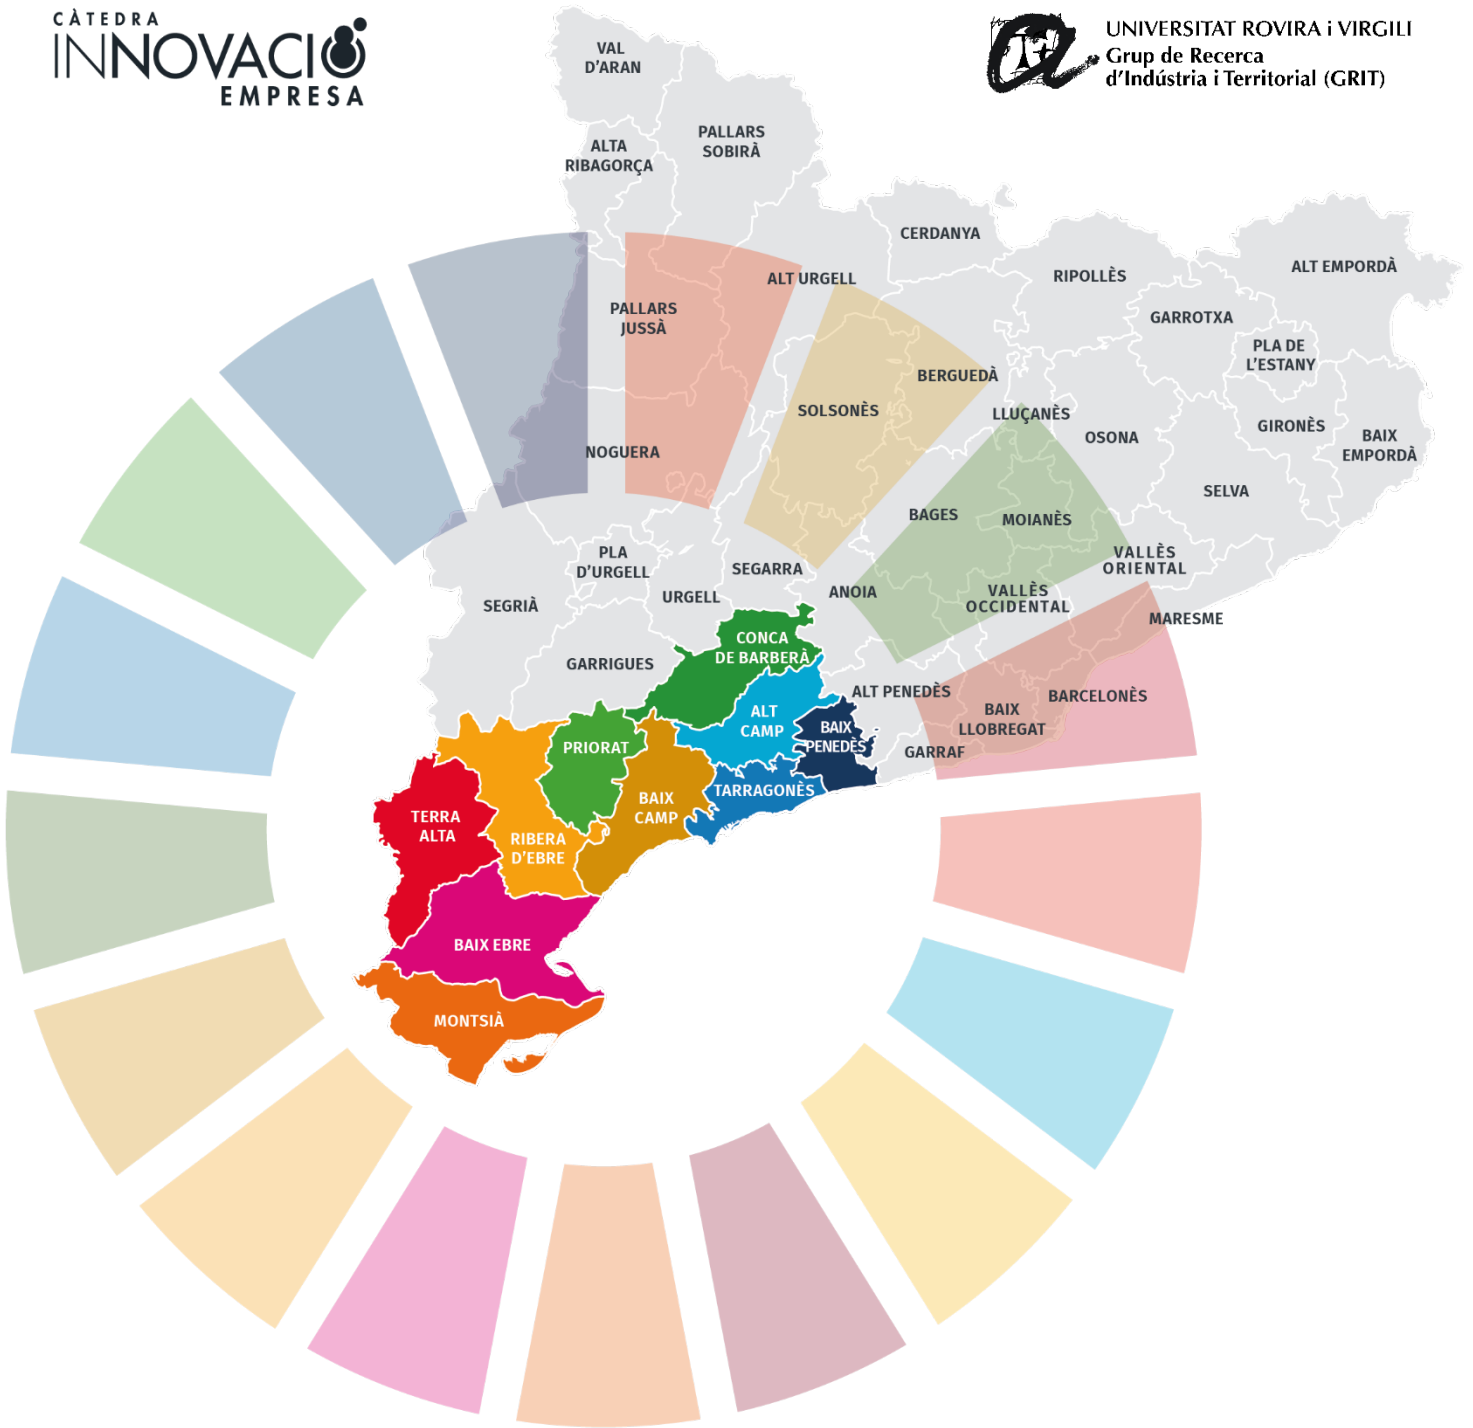 CÀTEDRA
INNOVACIÓ
EMPRESA
UNIVERSITAT ROVIRA i VIRGILI
Grup de Recerca
d'Indústria i Territorial (GRIT)
VAL
D'ARAN
ALTA
RIBAGORÇA
PALLARS
SOBIRÀ
CERDANYA
RIPOLLÈS
ALT EMPORDÀ
ALT URGELL
PALLARS
JUSSÀ
GARROTXA
PLA DE
L'ESTANY
BERGUEDÀ
SOLSONÈS
LLUÇANÈS
OSONA
GIRONÈS
BAIX
EMPORDÀ
NOGUERA
SELVA
BAGES
MOIANÈS
VALLÈS
ORIENTAL
PLA
D'URGELL
SEGARRA
ANOIA
VALLÈS
OCCIDENTAL
URGELL
SEGRIÀ
MARESME
CONCA
DE BARBERÀ
GARRIGUES
ALT PENEDÈS
BARCELONÈS
BAIX
LLOBREGAT
ALT
CAMP
BAIX
PENEDÈS
GARRAF
PRIORAT
TARRAGONÈS
BAIX
CAMP
TERRA
ALTA
RIBERA
D'EBRE
BAIX EBRE
MONTSIÀ